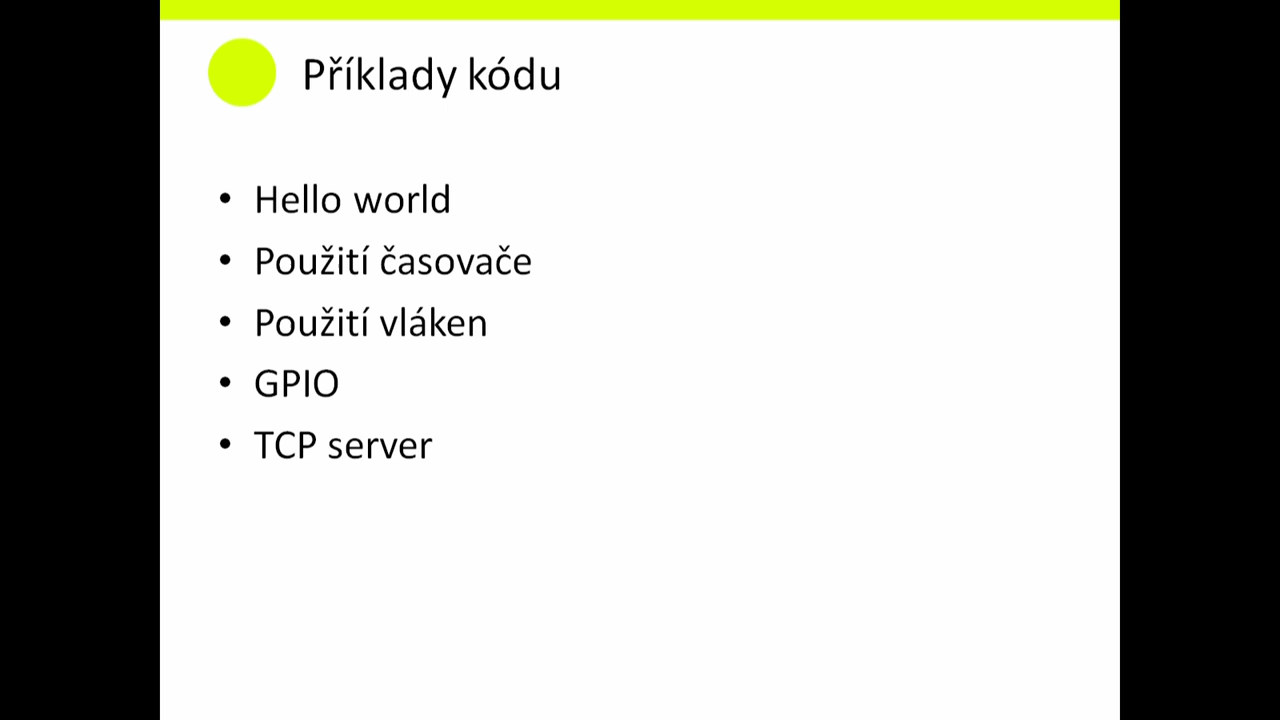 Příklady kódu
• Hello world
• Použití časovače
• Použití vláken
• GPIO
• TCP server